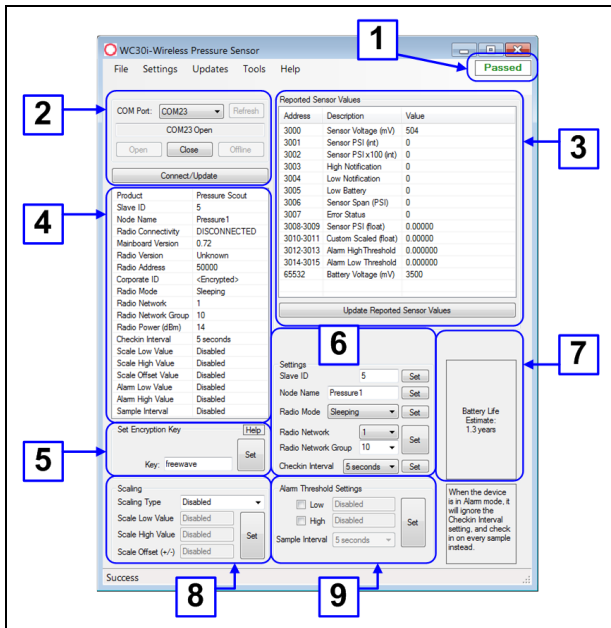 1
WC30i-Wireless Pressure Sensor
File Settings Updates Tools Help
Passed
2
COM Port: COM23 Refresh
COM23 Open
Open Close Offline
Connect/Update
Reported Sensor Values
Address Description Value
3000 Sensor Voltage (mV) 504
3001 Sensor PSI (int) 0
3002 Sensor PSI x100 (int) 0
3003 High Notification 0
3004 Low Notification 0
3005 Low Battery 0
3006 Sensor Span (PSI) 0
3007 Error Status 0
3008-3009 Sensor PSI (float) 0.00000
3010-3011 Custom Scaled (float) 0.00000
3012-3013 Alarm High Threshold 0.000000
3014-3015 Alarm Low Threshold 0.000000
65532 Battery Voltage (mV) 3500
Update Reported Sensor Values
3
4
Product Pressure Scout
Slave ID 5
Node Name Pressure1
Radio Connectivity DISCONNECTED
Mainboard Version 0.72
Radio Version Unknown
Radio Address 50000
Corporate ID <Encrypted>
Radio Mode Sleeping
Radio Network 1
Radio Network Group 10
Radio Power (dBm) 14
Checkin Interval 5 seconds
Scale Low Value Disabled
Scale High Value Disabled
Scale Offset Value Disabled
Alarm Low Value Disabled
Alarm High Value Disabled
Sample Interval Disabled
6
Settings
Slave ID 5 Set
Node Name Pressure1 Set
Radio Mode Sleeping Set
Radio Network 1
Radio Network Group 10
Set
Checkin Interval 5 seconds Set
7
Battery Life
Estimate:
1.3 years
5
Set Encryption Key Help
Key: freewave
Set
Scaling
Scaling Type Disabled
Scale Low Value Disabled
Scale High Value Disabled
Scale Offset (+/-) Disabled
Set
8
Alarm Threshold Settings
Low Disabled
High Disabled
Sample Interval 5 seconds
Set
9
When the device
is in Alarm mode, it
will ignore the
Checkin Interval
setting, and check
in on every sample
instead.
Success